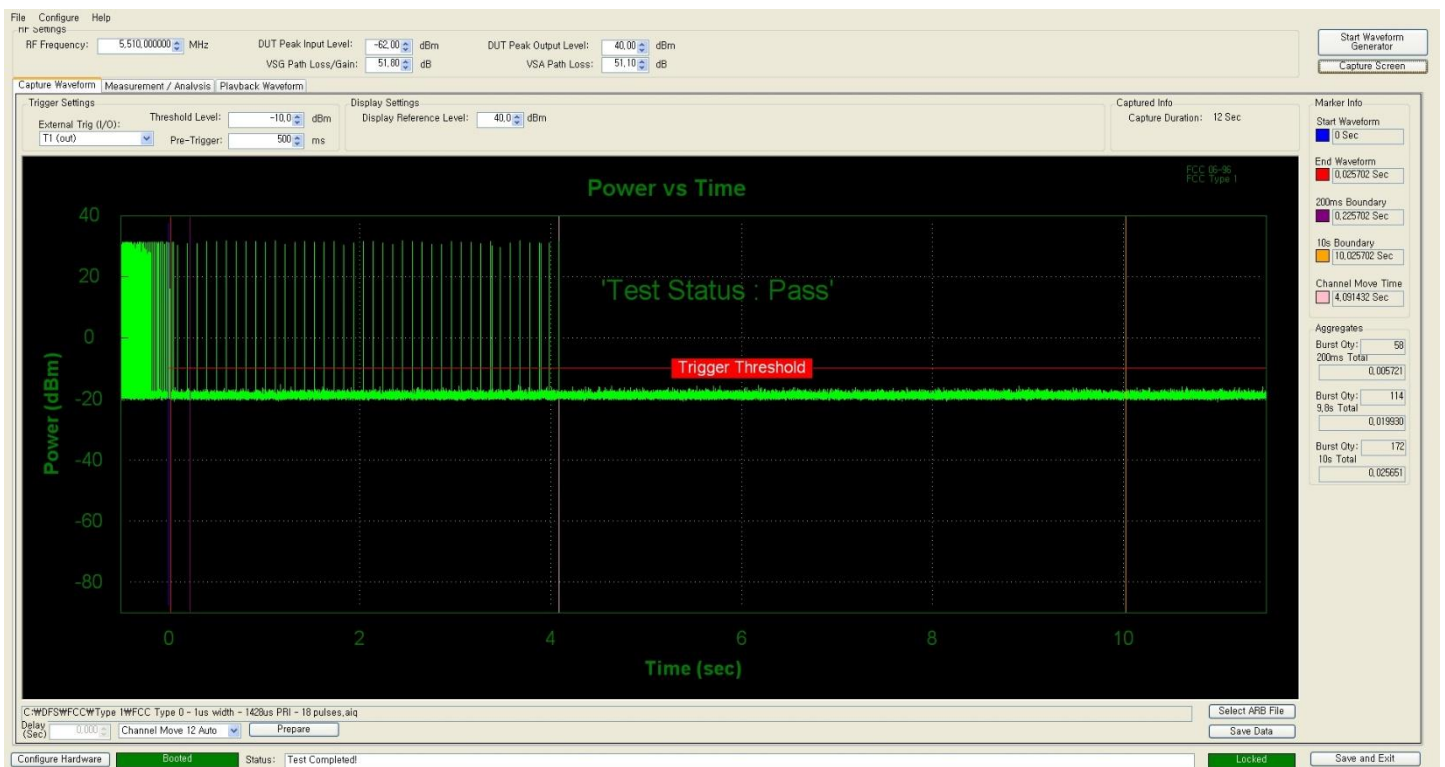 File Configure Help
RF Settings
RF Frequency: 5,510,000000 MHz DUT Peak Input Level: -62,00 dBm DUT Peak Output Level: 40,00 dBm
VSG Path Loss/Gain: 51,80 dB VSA Path Loss: 51,10 dB
Start Waveform Generator
Capture Screen
Capture Waveform Measurement / Analysis Playback Waveform
Trigger Settings
External Trig (I/O): Threshold Level: -10,0 dBm
T1 (out) Pre-Trigger: 500 ms
Display Settings
Display Reference Level: 40,0 dBm
Captured Info
Capture Duration: 12 Sec
Marker Info
Start Waveform
0 Sec
End Waveform
0,025702 Sec
200ms Boundary
0,225702 Sec
10s Boundary
10,025702 Sec
Channel Move Time
4,091432 Sec
Aggregates
Burst Qty: 58
200ms Total
0,005721
Burst Qty: 114
9,8s Total
0,019930
Burst Qty: 172
10s Total
0,025651
FCC 06-96
FCC Type 1
Power vs Time
'Test Status : Pass'
Trigger Threshold
Power (dBm)
40
20
0
-20
-40
-60
-80
0 2 4 6 8 10
Time (sec)
C:₩DFS₩FCC₩Type 1₩FCC Type 0 - 1us width - 1428us PRI - 18 pulses,aiq
Select ARB File
Delay (Sec) 0,000 Channel Move 12 Auto Prepare
Save Data
Configure Hardware Booted Status: Test Completed! Locked Save and Exit